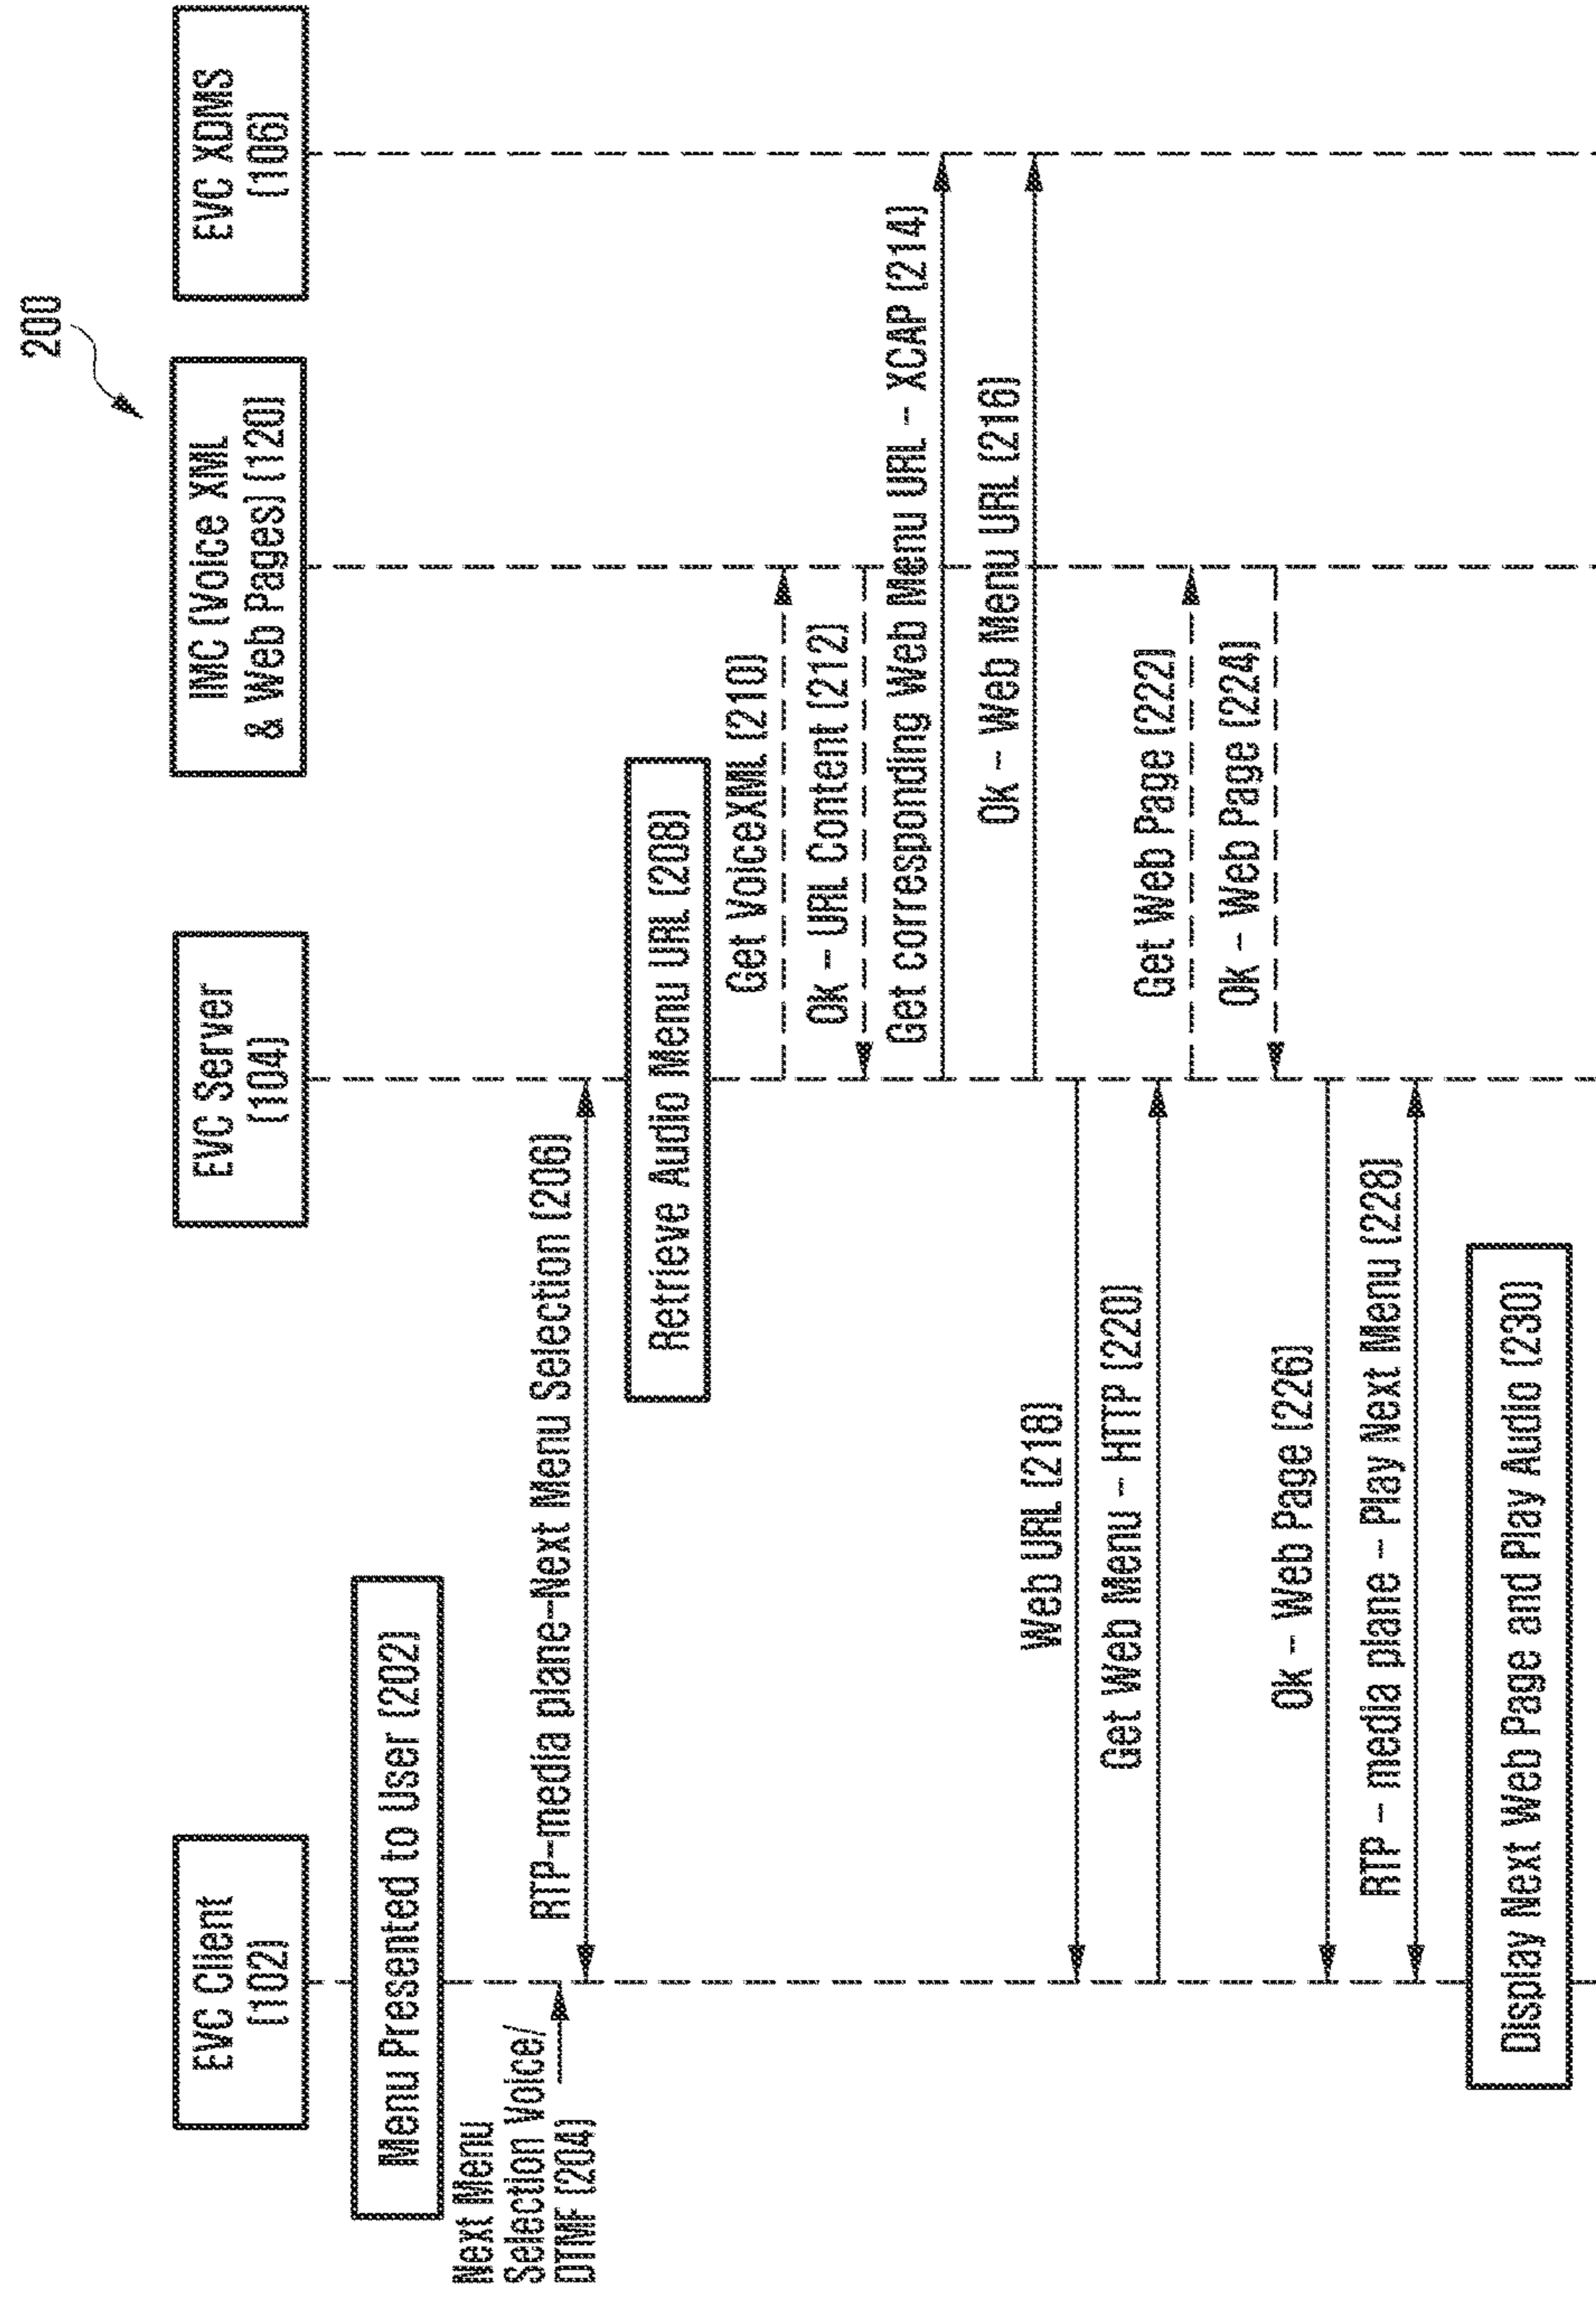 200
EVC Client
(102)
EVC Server
(104)
IMC (Voice XML
& Web Pages) (120)
EVC XDMS
(106)
Menu Presented to User (202)
Next Menu
Selection Voice/
DTMF (204)
RTP-media plane-Next Menu Selection (206)
Retrieve Audio Menu URL (208)
Get VoiceXML (210)
Ok - URL Content (212)
Get corresponding Web Menu URL - XCAP (214)
Ok - Web Menu URL (216)
Web URL (218)
Get Web Menu - HTTP (220)
Get Web Page (222)
Ok - Web Page (224)
Ok - Web Page (226)
RTP - media plane - Play Next Menu (228)
Display Next Web Page and Play Audio (230)